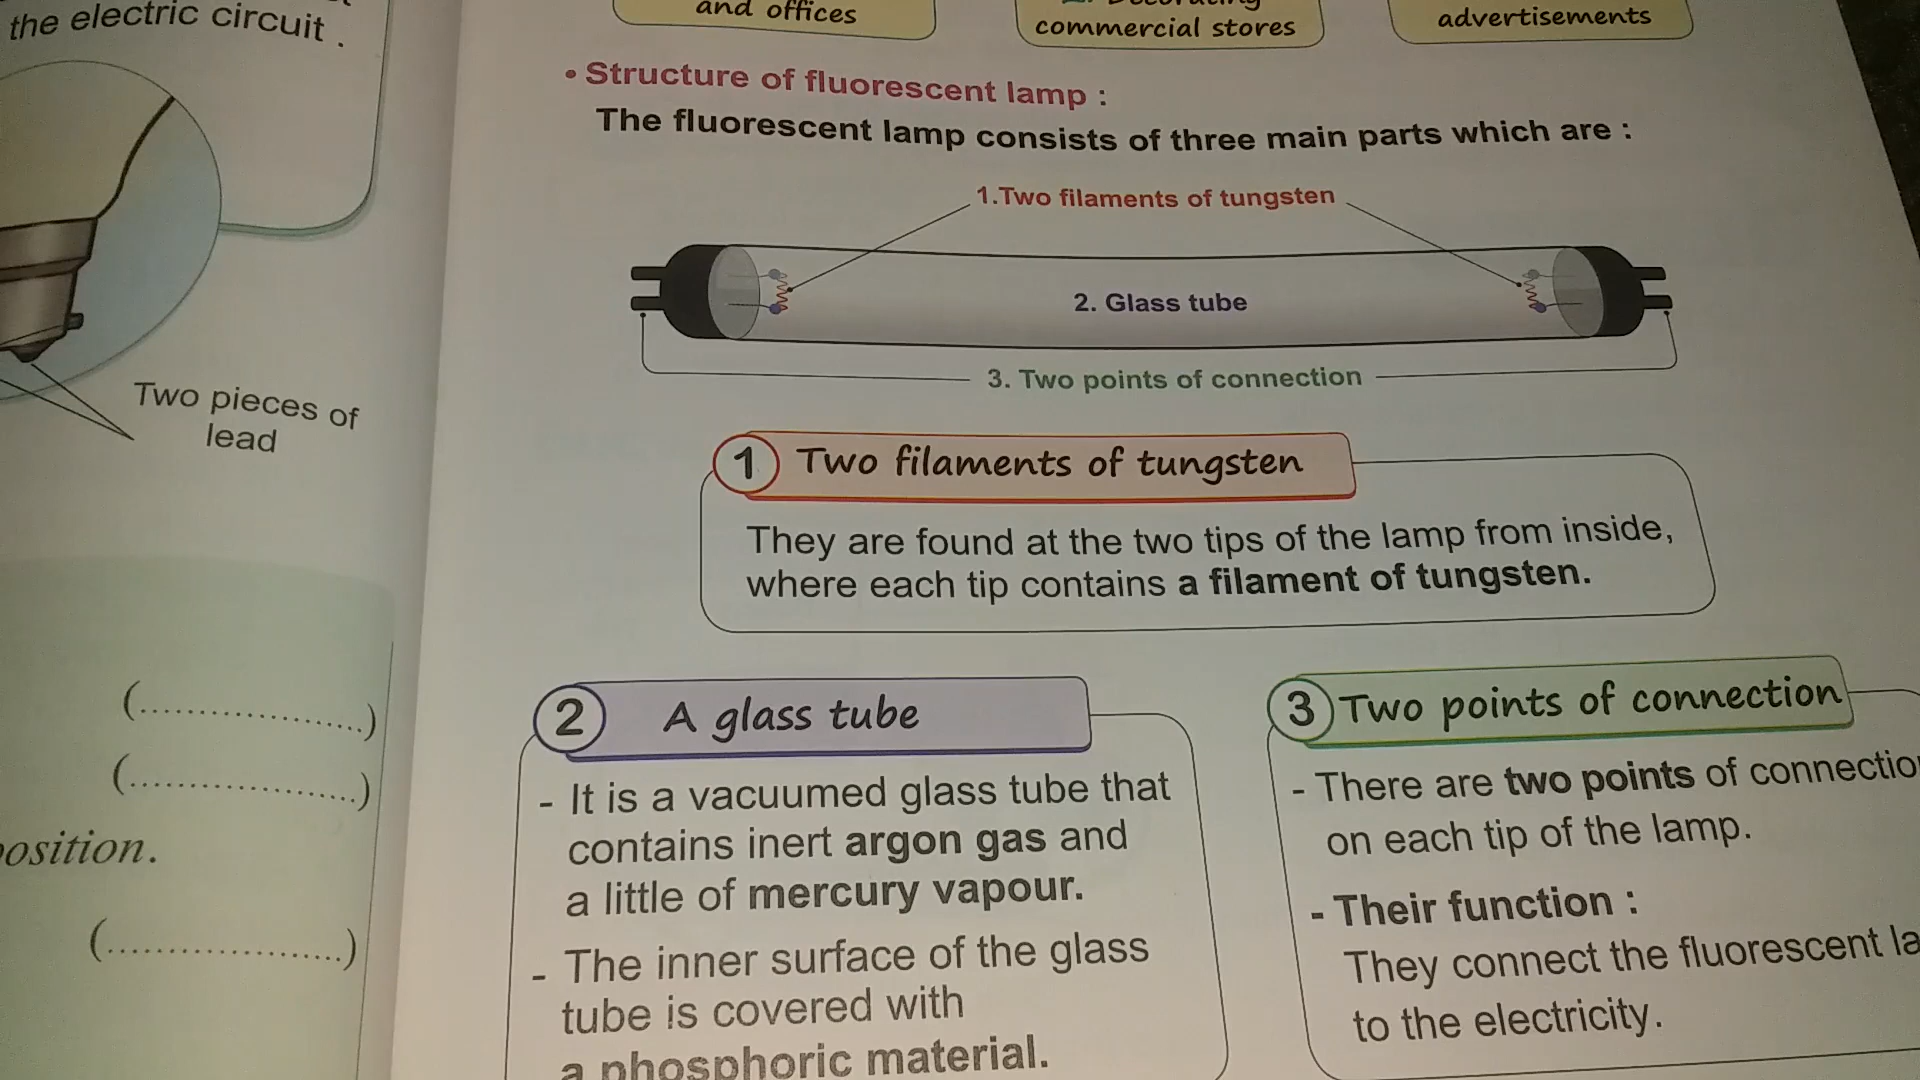 the electric circuit .
Two pieces of
lead
(....................)
(....................)
osition.
(....................)
and offices
commercial stores
advertisements
• Structure of fluorescent lamp :
The fluorescent lamp consists of three main parts which are :
1.Two filaments of tungsten
2. Glass tube
3. Two points of connection
1 Two filaments of tungsten
They are found at the two tips of the lamp from inside,
where each tip contains a filament of tungsten.
2 A glass tube
- It is a vacuumed glass tube that
contains inert argon gas and
a little of mercury vapour.
- The inner surface of the glass
tube is covered with
a phosphoric material.
3 Two points of connection
- There are two points of connectio
on each tip of the lamp.
- Their function :
They connect the fluorescent la
to the electricity.